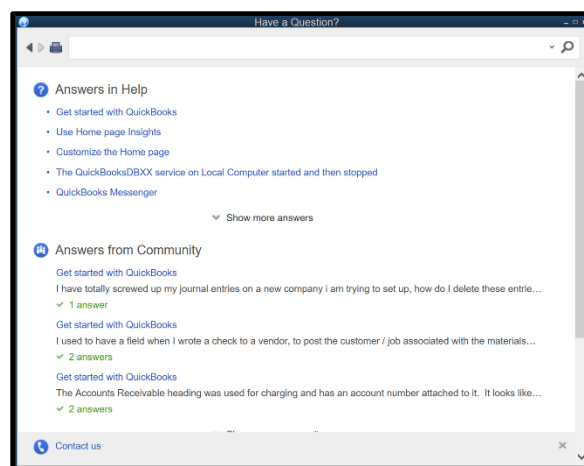 Have a Question?
Answers in Help
Get started with QuickBooks
Use Home page Insights
Customize the Home page
The QuickBooksDBXX service on Local Computer started and then stopped
QuickBooks Messenger
Show more answers
Answers from Community
Get started with QuickBooks
I have totally screwed up my journal entries on a new company i am trying to set up, how do I delete these entrie...
1 answer
Get started with QuickBooks
I used to have a field when I wrote a check to a vendor, to post the customer / job associated with the materials...
2 answers
Get started with QuickBooks
The Accounts Receivable heading was used for charging and has an account number attached to it. It looks like...
2 answers
Contact us